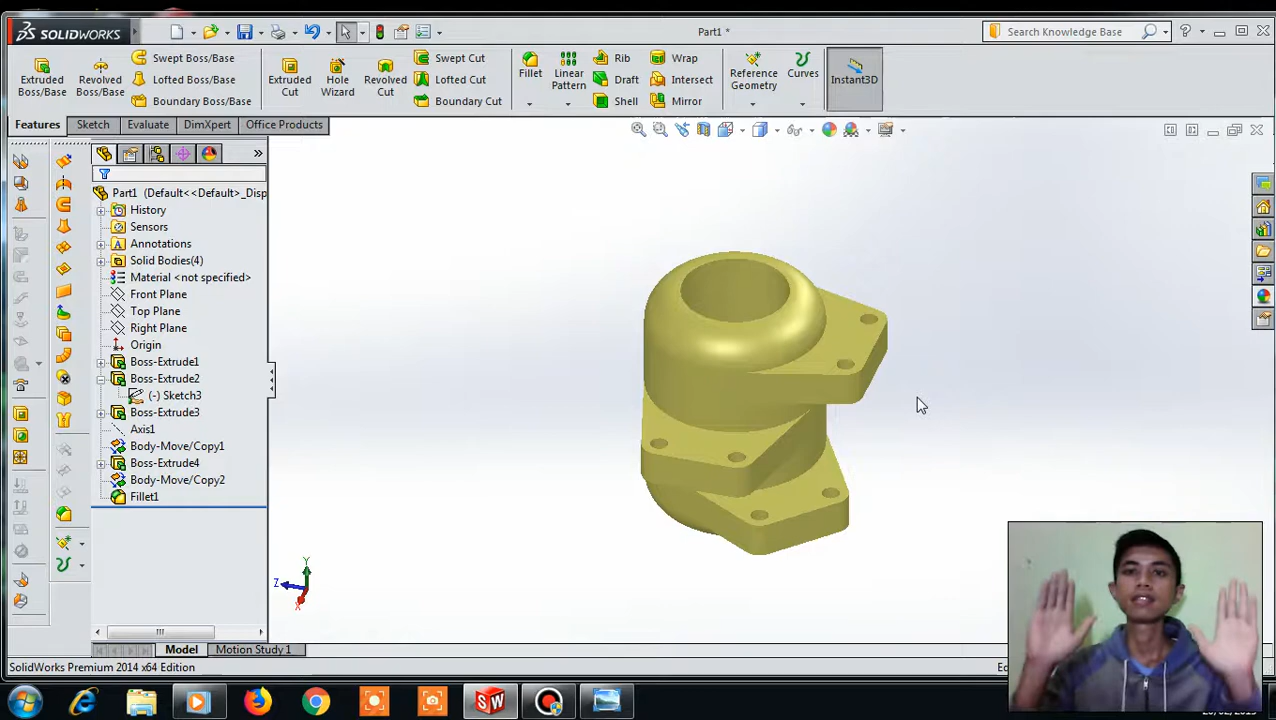 SOLIDWORKS
Part1 *
Search Knowledge Base
Extruded Boss/Base
Revolved Boss/Base
Swept Boss/Base
Lofted Boss/Base
Boundary Boss/Base
Extruded Cut
Hole Wizard
Revolved Cut
Swept Cut
Lofted Cut
Boundary Cut
Fillet
Linear Pattern
Rib
Draft
Shell
Wrap
Intersect
Mirror
Reference Geometry
Curves
Instant3D
Features
Sketch
Evaluate
DimXpert
Office Products
Part1 (Default<<Default>_Disp
History
Sensors
Annotations
Solid Bodies(4)
Material <not specified>
Front Plane
Top Plane
Right Plane
Origin
Boss-Extrude1
Boss-Extrude2
(-) Sketch3
Boss-Extrude3
Axis1
Body-Move/Copy1
Boss-Extrude4
Body-Move/Copy2
Fillet1
Y
Z
X
Model
Motion Study 1
SolidWorks Premium 2014 x64 Edition
SW